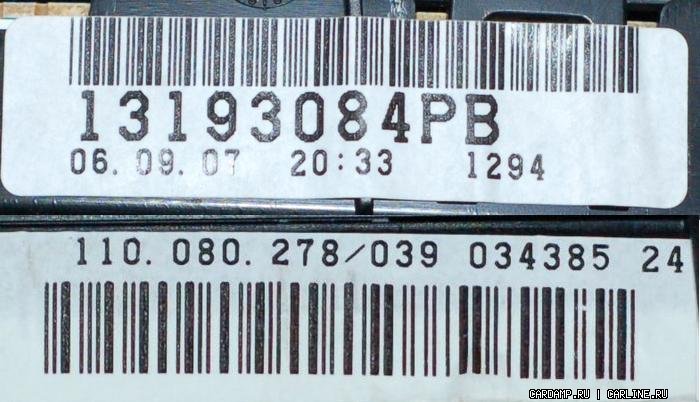 13193084PB
06.09.07 20:33 1294
110.080.278/039 034385 24
CARDAMP.RU | CARLINE.RU